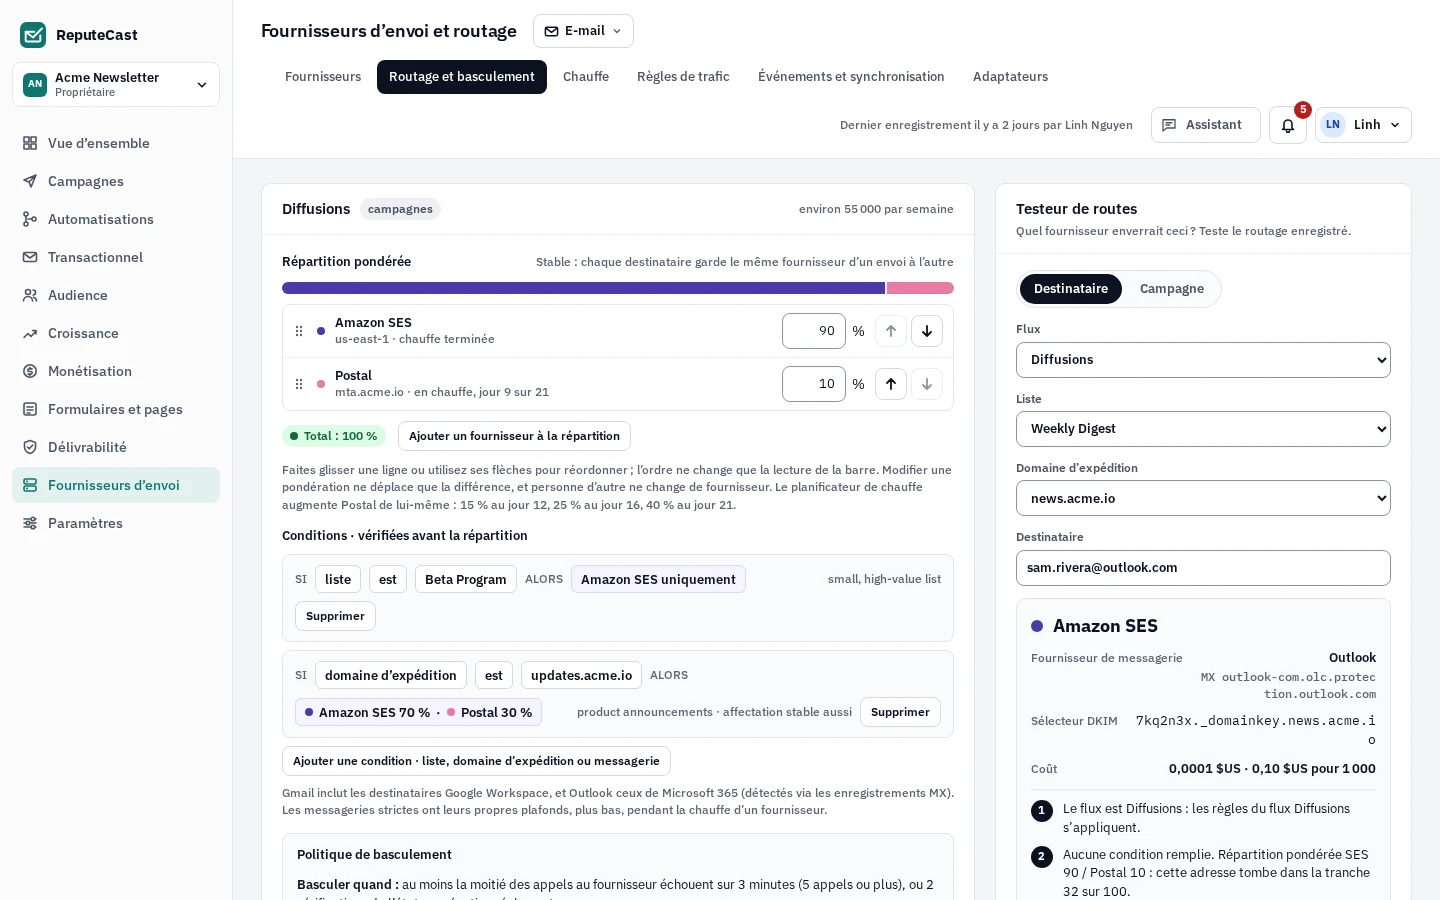 ReputeCast
AN
Acme Newsletter
Propriétaire
Vue d'ensemble
Campagnes
Automatisations
Transactionnel
Audience
Croissance
Monétisation
Formulaires et pages
Délivrabilité
Fournisseurs d'envoi
Paramètres
Fournisseurs d'envoi et routage
E-mail
Fournisseurs
Routage et basculement
Chauffe
Règles de trafic
Événements et synchronisation
Adaptateurs
Dernier enregistrement il y a 2 jours par Linh Nguyen
Assistant
5
LN
Linh
Diffusions
campagnes
environ 55 000 par semaine
Répartition pondérée
Stable : chaque destinataire garde le même fournisseur d'un envoi à l'autre
Amazon SES
us-east-1 · chauffe terminée
90 %
Postal
mta.acme.io · en chauffe, jour 9 sur 21
10 %
Total : 100 %
Ajouter un fournisseur à la répartition
Faites glisser une ligne ou utilisez ses flèches pour réordonner ; l'ordre ne change que la lecture de la barre. Modifier une
pondération ne déplace que la différence, et personne d'autre ne change de fournisseur. Le planificateur de chauffe
augmente Postal de lui-même : 15 % au jour 12, 25 % au jour 16, 40 % au jour 21.
Conditions · vérifiées avant la répartition
SI liste est Beta Program ALORS Amazon SES uniquement
small, high-value list
Supprimer
SI domaine d'expédition est updates.acme.io ALORS
Amazon SES 70 % · Postal 30 %
product announcements · affectation stable aussi
Supprimer
Ajouter une condition · liste, domaine d'expédition ou messagerie
Gmail inclut les destinataires Google Workspace, et Outlook ceux de Microsoft 365 (détectés via les enregistrements MX).
Les messageries strictes ont leurs propres plafonds, plus bas, pendant la chauffe d'un fournisseur.
Politique de basculement
Basculer quand : au moins la moitié des appels au fournisseur échouent sur 3 minutes (5 appels ou plus), ou 2
Testeur de routes
Quel fournisseur enverrait ceci ? Teste le routage enregistré.
Destinataire
Campagne
Flux
Diffusions
Liste
Weekly Digest
Domaine d'expédition
news.acme.io
Destinataire
sam.rivera@outlook.com
Amazon SES
Fournisseur de messagerie
Outlook
MX outlook-com.olc.protec
tion.outlook.com
Sélecteur DKIM
7kq2n3x._domainkey.news.acme.i
o
Coût
0,0001 $US · 0,10 $US pour 1 000
1
Le flux est Diffusions : les règles du flux Diffusions
s'appliquent.
2
Aucune condition remplie. Répartition pondérée SES
90 / Postal 10 : cette adresse tombe dans la tranche
32 sur 100.